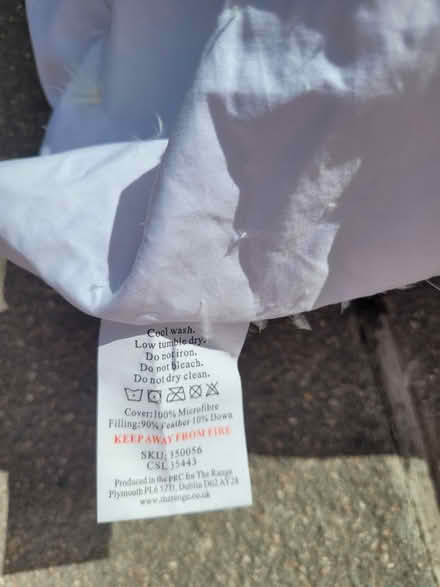 Cool wash.
Low tumble dry.
Do not iron.
Do not bleach.
Do not dry clean.
Cover:100% Microfibre
Filling:90% Feather 10% Down
KEEP AWAY FROM FIRE
SKU: 350056
CSL 35443
Produced in the PRC for The Range
Plymouth PL6 5ZD, Dublin D02 AY28
www.therange.co.uk